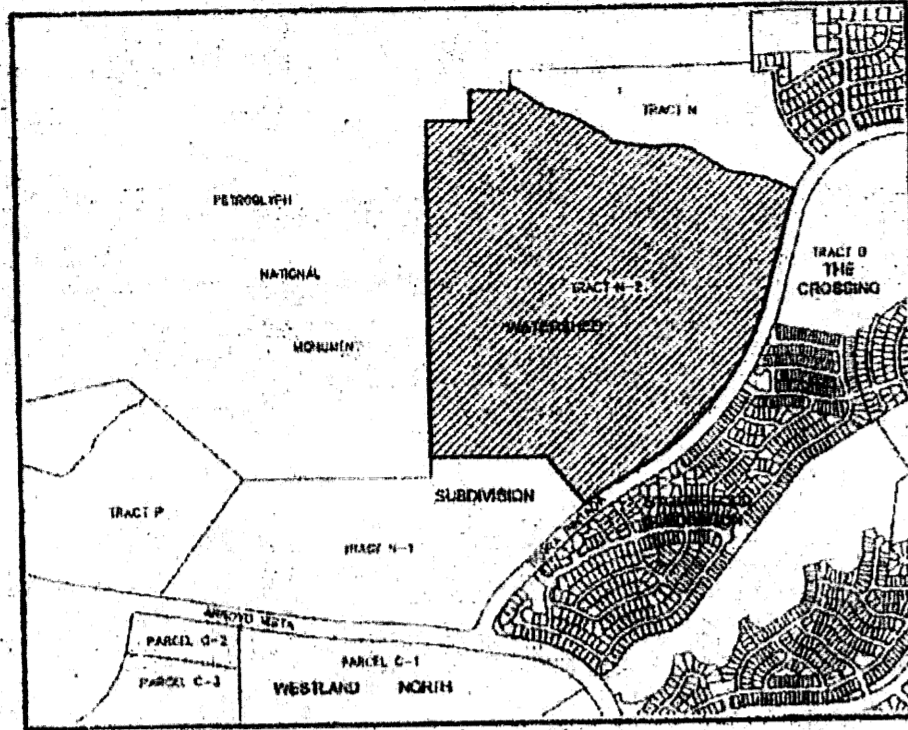 TRACT N
PETROGLYPH
TRACT O
THE
CROSSING
NATIONAL
TRACT N-2
WATERSHED
MONUMEN
SUBDIVISION
SUBDIVISION
TRACT P
TRACT N-1
ARROYO VISTA
PARCEL C-2
PARCEL C-1
PARCEL C-3
WESTLAND NORTH